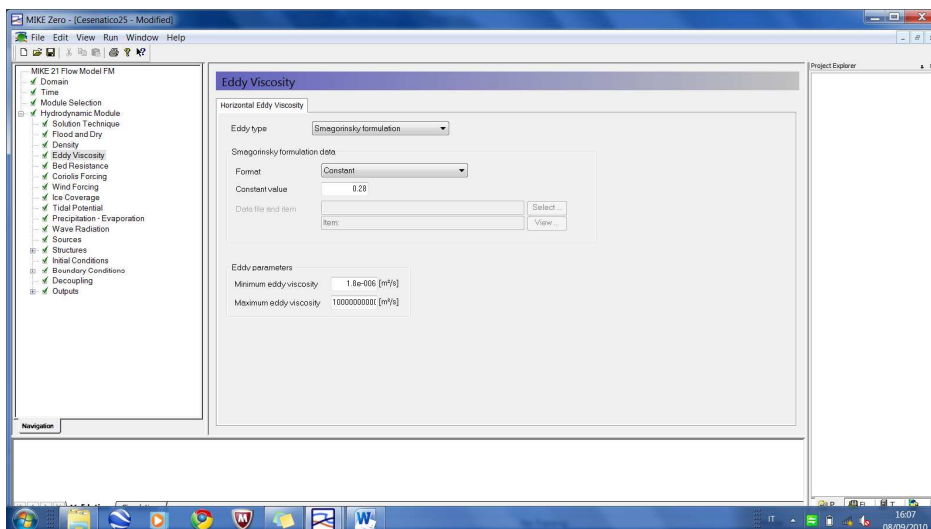 MIKE Zero - [Cesenatico25 - Modified]
File Edit View Run Window Help
Project Explorer
MIKE 21 Flow Model FM
Domain
Time
Module Selection
Hydrodynamic Module
Solution Technique
Flood and Dry
Density
Eddy Viscosity
Bed Resistance
Coriolis Forcing
Wind Forcing
Ice Coverage
Tidal Potential
Precipitation - Evaporation
Wave Radiation
Sources
Structures
Initial Conditions
Boundary Conditions
Decoupling
Outputs
Navigation
Eddy Viscosity
Horizontal Eddy Viscosity
Eddy type Smagorinsky formulation
Smagorinsky formulation data
Format Constant
Constant value 0.28
Data file and item Select...
Item: View...
Eddy parameters
Minimum eddy viscosity 1.8e-006 [m²/s]
Maximum eddy viscosity [m²/s]
IT
16:07
08/09/2010